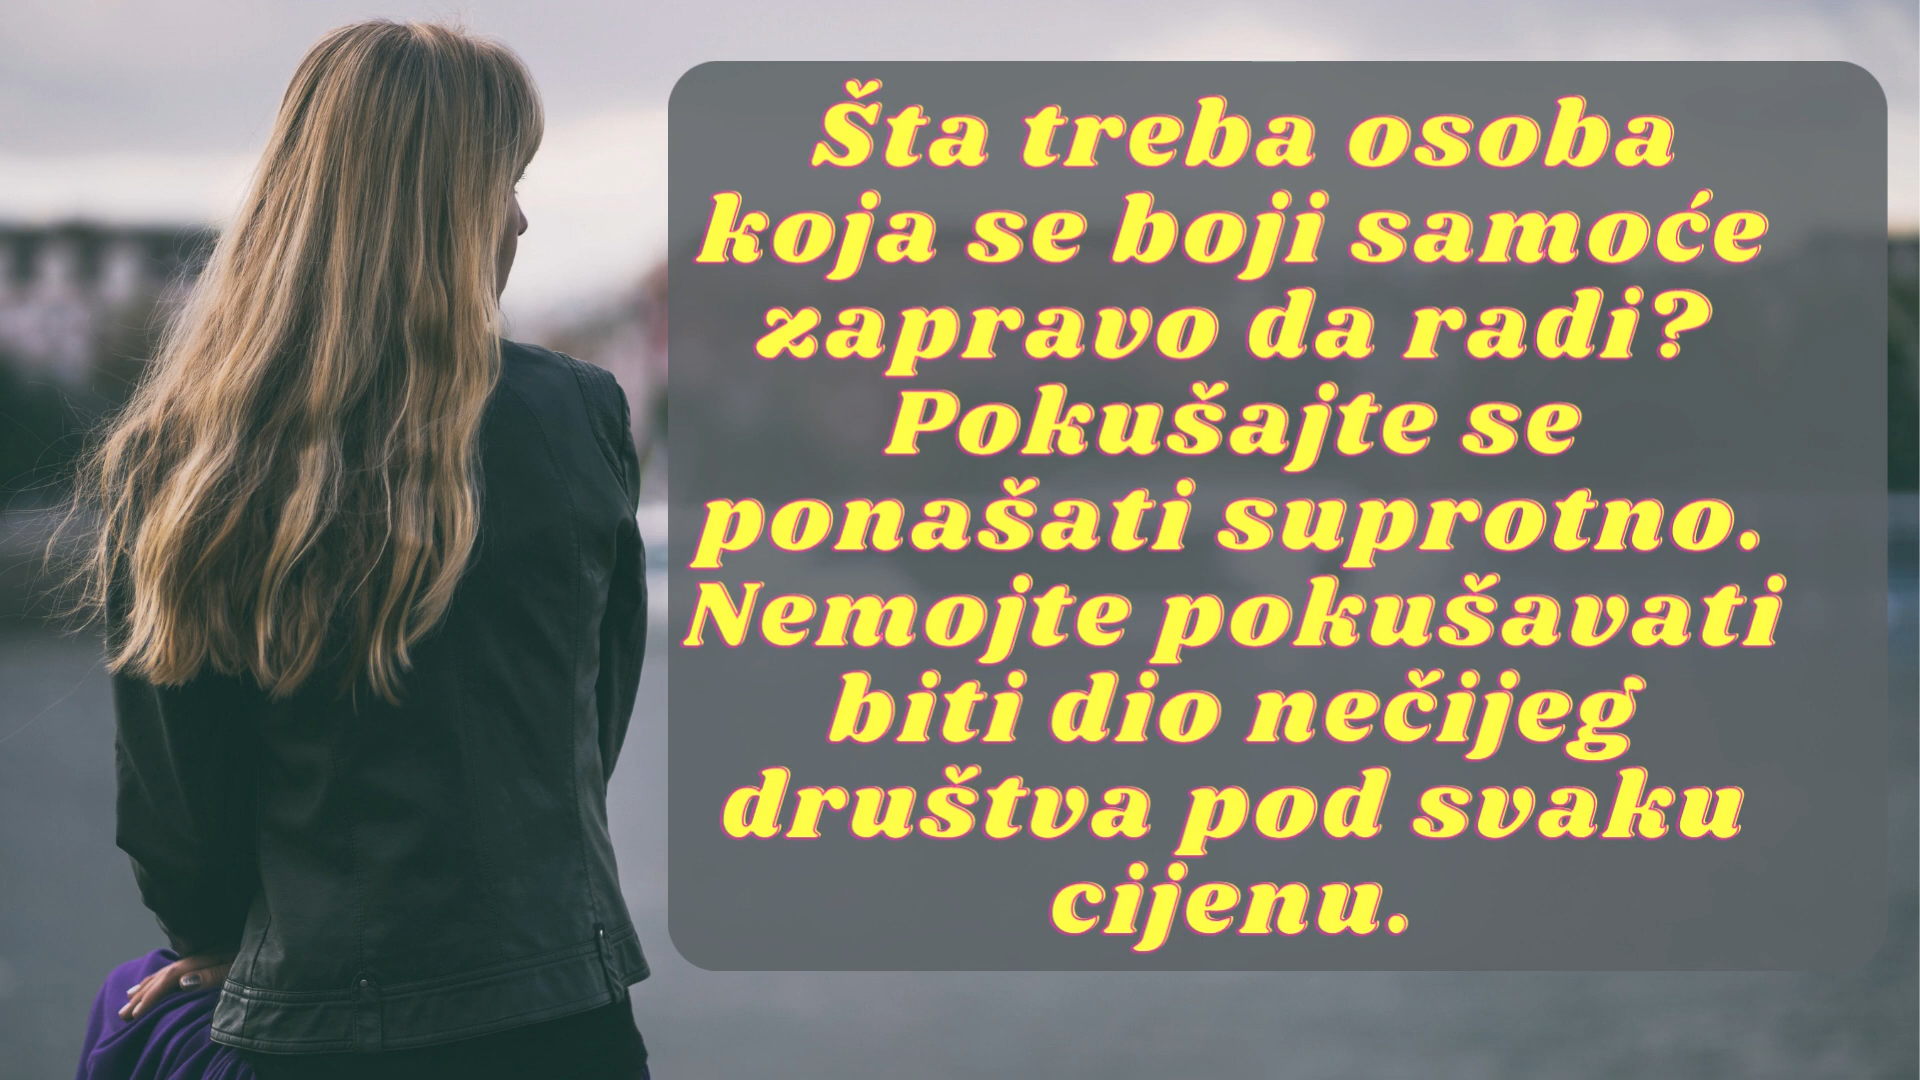 Šta treba osoba
koja se boji samoće
zapravo da radi?
Pokušajte se
ponašati suprotno.
Nemojte pokušavati
biti dio nečijeg
društva pod svaku
cijenu.